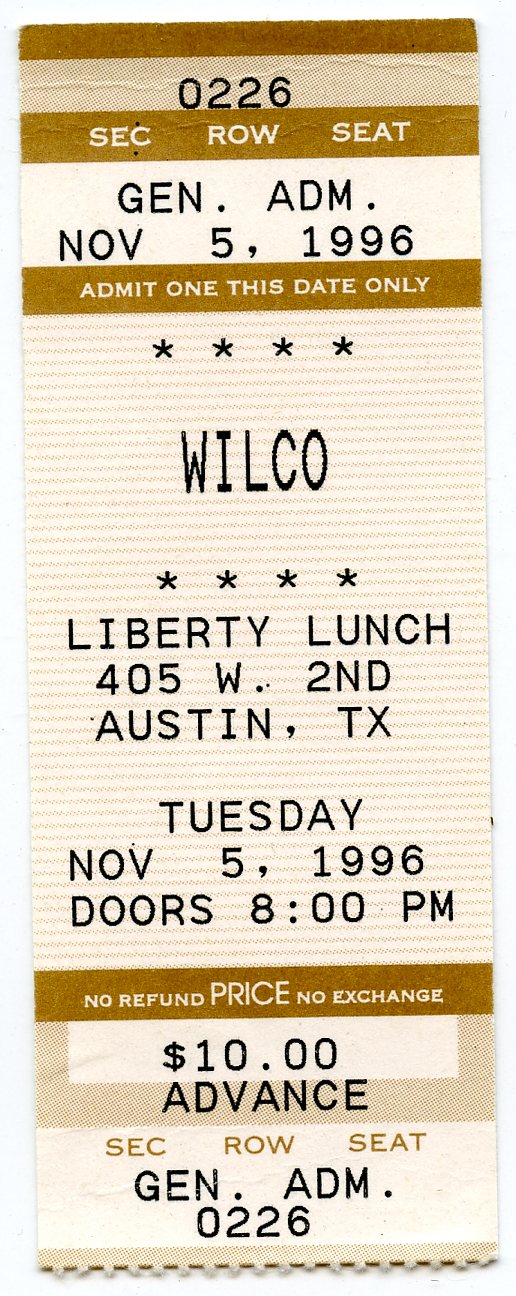 0226
SEC ROW SEAT
GEN. ADM.
NOV 5, 1996
ADMIT ONE THIS DATE ONLY
* * * *
WILCO
* * * *
LIBERTY LUNCH
405 W. 2ND
AUSTIN, TX
TUESDAY
NOV 5, 1996
DOORS 8:00 PM
NO REFUND PRICE NO EXCHANGE
$10.00
ADVANCE
SEC ROW SEAT
GEN. ADM.
0226